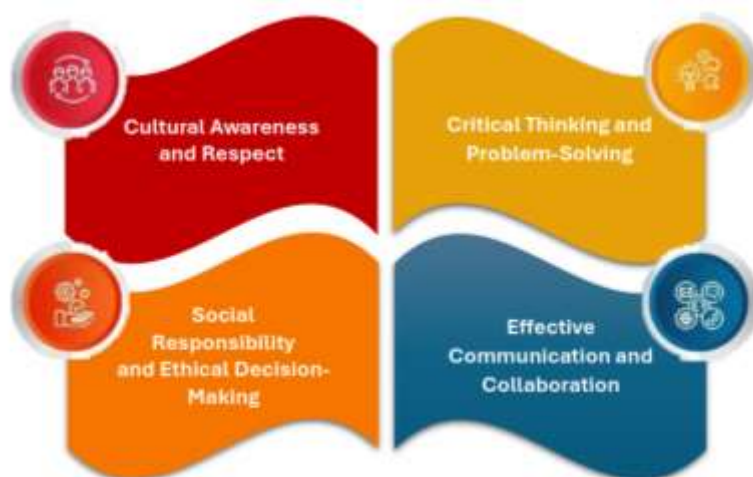 Cultural Awareness
and Respect
Critical Thinking and
Problem-Solving
Social
Responsibility
and Ethical Decision-
Making
Effective
Communication and
Collaboration